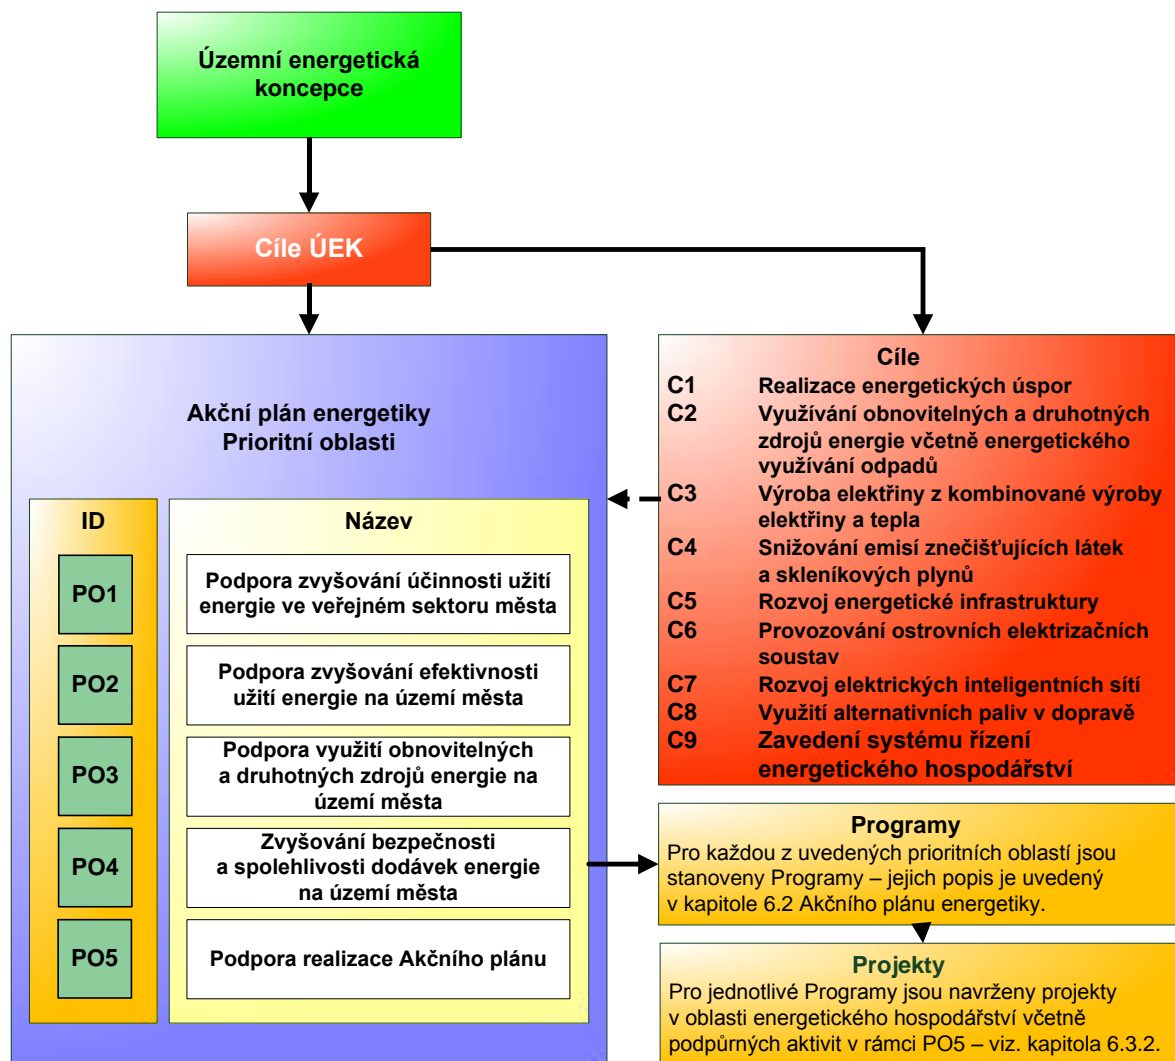 Územní energetická
koncepce
Cíle ÚEK
Akční plán energetiky
Prioritní oblasti
ID
Název
PO1
Podpora zvyšování účinnosti užití
energie ve veřejném sektoru města
PO2
Podpora zvyšování efektivnosti
užití energie na území města
PO3
Podpora využití obnovitelných
a druhotných zdrojů energie na
území města
PO4
Zvyšování bezpečnosti
a spolehlivosti dodávek energie
na území města
PO5
Podpora realizace Akčního plánu
Cíle
C1 Realizace energetických úspor
C2 Využívání obnovitelných a druhotných
zdrojů energie včetně energetického
využívání odpadů
C3 Výroba elektřiny z kombinované výroby
elektřiny a tepla
C4 Snižování emisí znečišťujících látek
a skleníkových plynů
C5 Rozvoj energetické infrastruktury
C6 Provozování ostrovních elektrizačních
soustav
C7 Rozvoj elektrických inteligentních sítí
C8 Využití alternativních paliv v dopravě
C9 Zavedení systému řízení
energetického hospodářství
Programy
Pro každou z uvedených prioritních oblastí jsou
stanoveny Programy – jejich popis je uvedený
v kapitole 6.2 Akčního plánu energetiky.
Projekty
Pro jednotlivé Programy jsou navrženy projekty
v oblasti energetického hospodářství včetně
podpůrných aktivit v rámci PO5 – viz. kapitola 6.3.2.